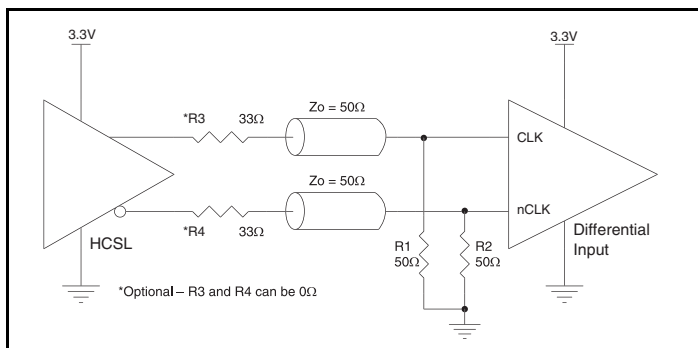 3.3V
3.3V
*R3
33Ω
Zo = 50Ω
CLK
Zo = 50Ω
nCLK
HCSL
*R4
33Ω
R1
50Ω
R2
50Ω
Differential
Input
*Optional – R3 and R4 can be 0Ω